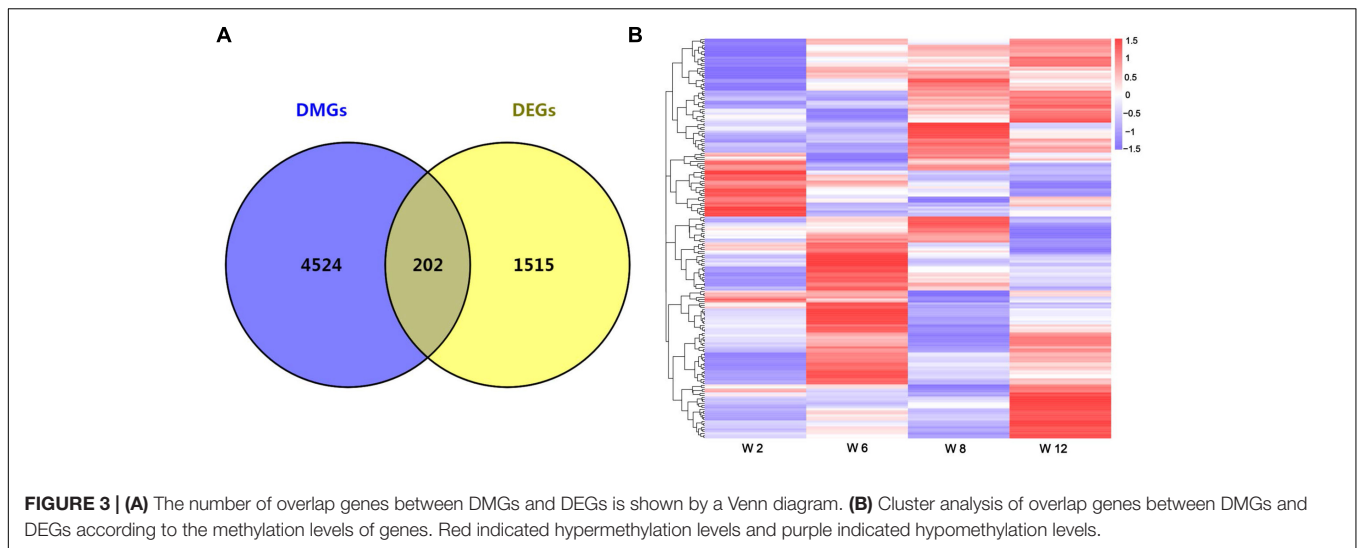 A
B
DMGs
DEGs
4524
202
1515
1.5
1
0.5
0
−0.5
−1
−1.5
W 2
W 6
W 8
W 12
FIGURE 3 | (A) The number of overlap genes between DMGs and DEGs is shown by a Venn diagram. (B) Cluster analysis of overlap genes between DMGs and
DEGs according to the methylation levels of genes. Red indicated hypermethylation levels and purple indicated hypomethylation levels.